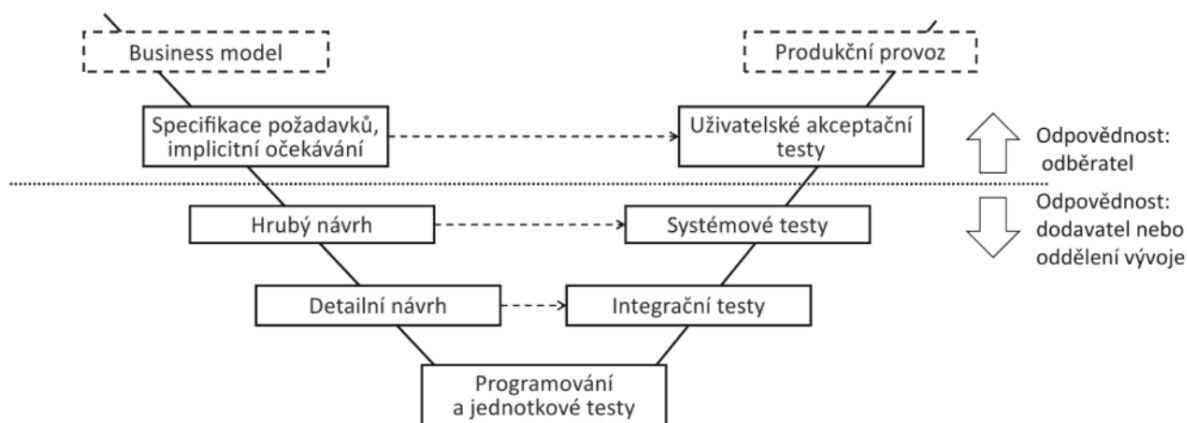 Business model
Produkční provoz
Specifikace požadavků,
implicitní očekávání
Uživatelské akceptační
testy
Odpovědnost:
odběratel
Hrubý návrh
Systémové testy
Odpovědnost:
dodavatel nebo
oddělení vývoje
Detailní návrh
Integrační testy
Programování
a jednotkové testy